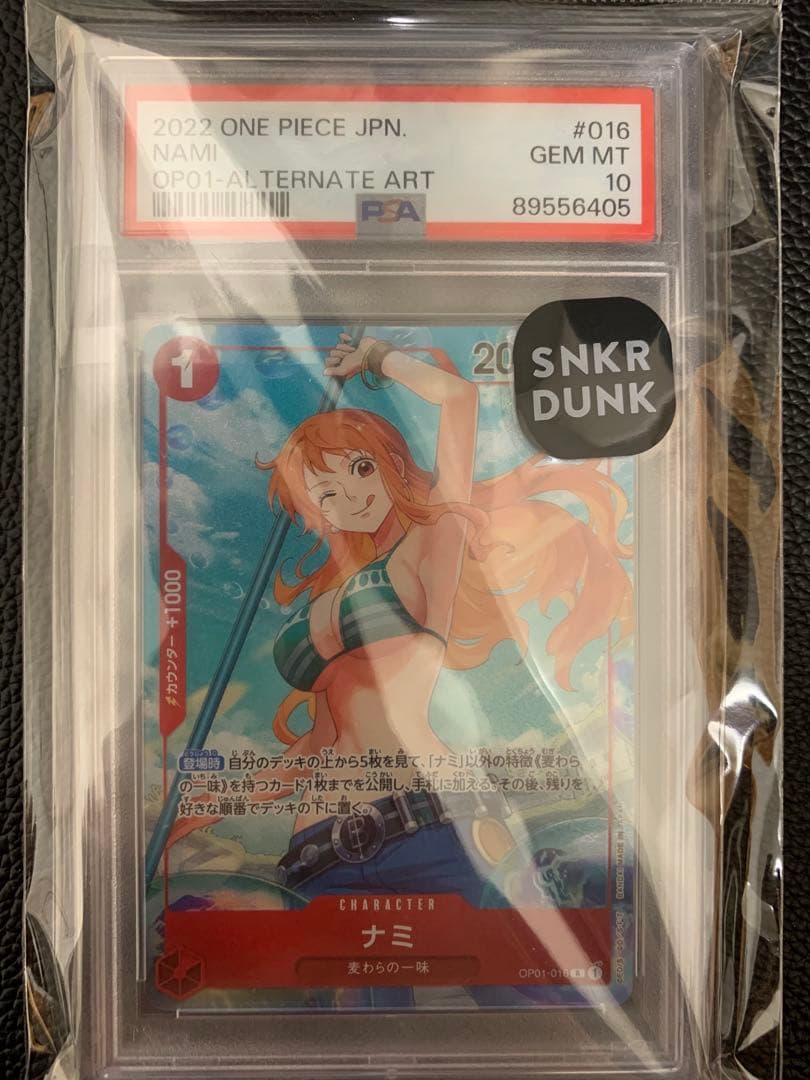 2022 ONE PIECE JPN. #016
NAMI GEM MT
OP01-ALTERNATE ART 10
PSA 89556405
SNKR
DUNK
1
20
カウンター +1000
登場時 自分のデッキの上から5枚を見て、「ナミ」以外の特徴《麦わら
の一味》を持つカード1枚までを公開し、手札に加える。その後、残りを
好きな順番でデッキの下に置く。
CHARACTER
ナミ
麦わらの一味
OP01-016 R 1